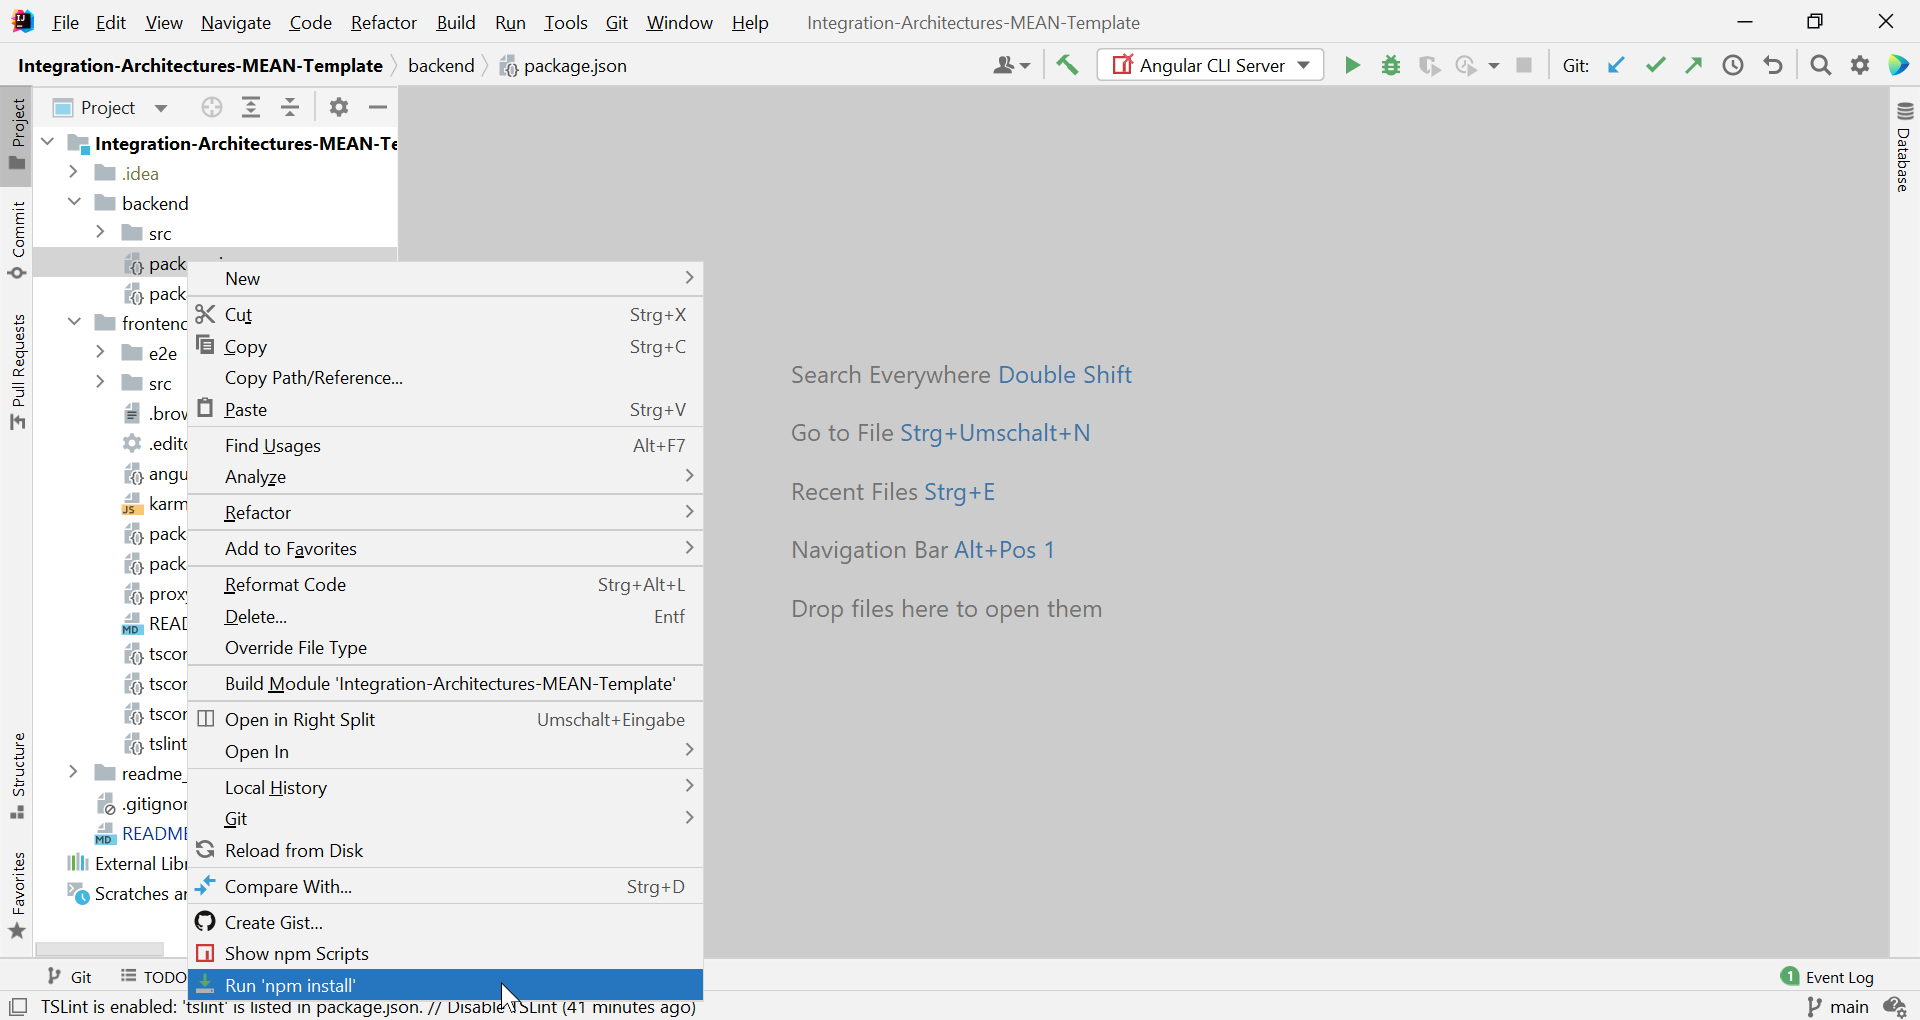 File Edit View Navigate Code Refactor Build Run Tools Git Window Help Integration-Architectures-MEAN-Template
Integration-Architectures-MEAN-Template backend package.json Angular CLI Server Git:
Project
Project
Commit
Pull Requests
Structure
Favorites
Database
Integration-Architectures-MEAN-Te
.idea
backend
src
pack
pack
frontend
e2e
src
.brow
.edito
angu
karm
pack
pack
proxy
READ
tscor
tscor
tscor
tslint
readme_
.gitignor
README
External Libr
Scratches an
New
Cut Strg+X
Copy Strg+C
Copy Path/Reference...
Paste Strg+V
Find Usages Alt+F7
Analyze
Refactor
Add to Favorites
Reformat Code Strg+Alt+L
Delete... Entf
Override File Type
Build Module 'Integration-Architectures-MEAN-Template'
Open in Right Split Umschalt+Eingabe
Open In
Local History
Git
Reload from Disk
Compare With... Strg+D
Create Gist...
Show npm Scripts
Run 'npm install'
Search Everywhere Double Shift
Go to File Strg+Umschalt+N
Recent Files Strg+E
Navigation Bar Alt+Pos 1
Drop files here to open them
Git TODO 1 Event Log
TSLint is enabled: 'tslint' is listed in package.json. // Disable TSLint (41 minutes ago) main